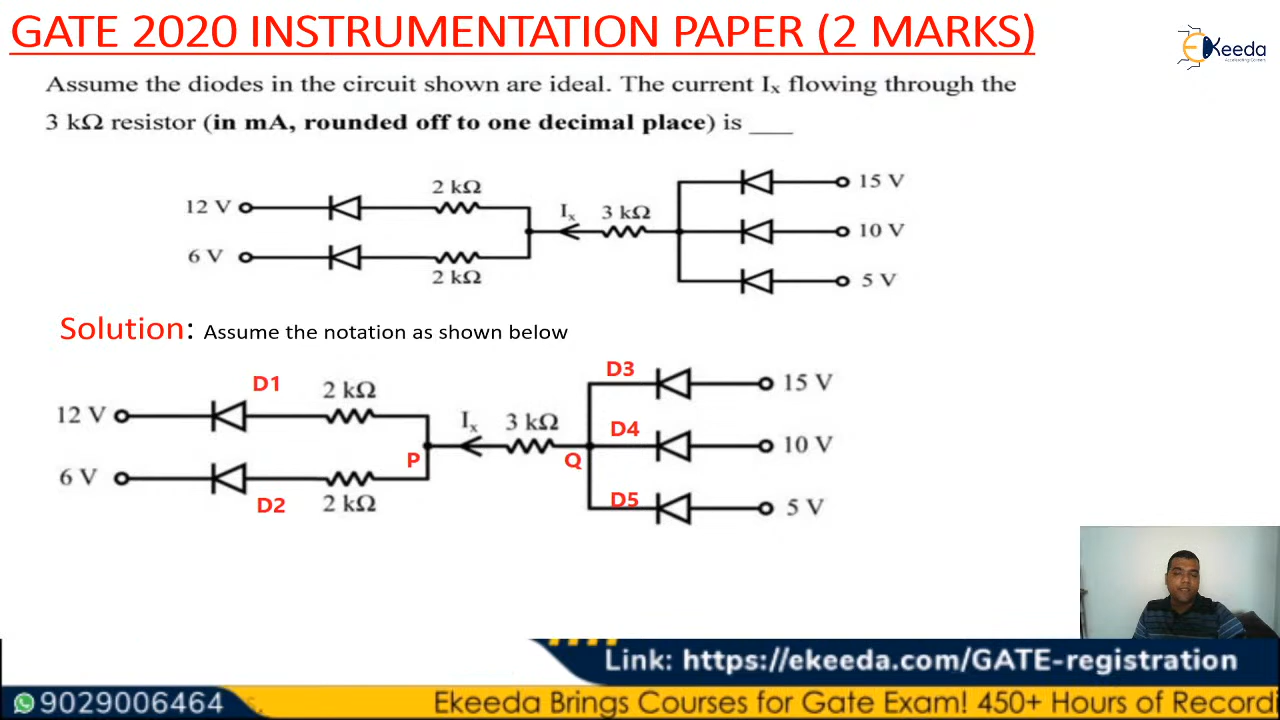 GATE 2020 INSTRUMENTATION PAPER (2 MARKS)
Ekeeda
Assume the diodes in the circuit shown are ideal. The current Iₓ flowing through the
3 kΩ resistor (in mA, rounded off to one decimal place) is ____
2 kΩ
15 V
12 V
Iₓ 3 kΩ
10 V
6 V
2 kΩ
5 V
Solution: Assume the notation as shown below
D3
D1
2 kΩ
15 V
12 V
Iₓ 3 kΩ
D4
10 V
P
Q
6 V
D2
2 kΩ
D5
5 V
Link: https://ekeeda.com/GATE-registration
9029006464
Ekeeda Brings Courses for Gate Exam! 450+ Hours of Record